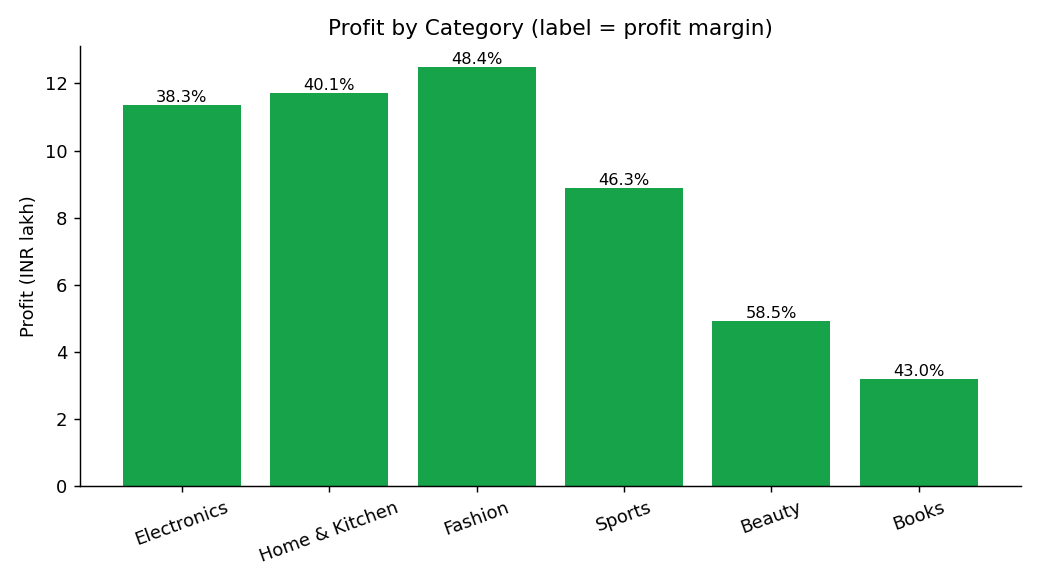 Profit by Category (label = profit margin)
Profit (INR lakh)
12
10
8
6
4
2
0
38.3%
40.1%
48.4%
46.3%
58.5%
43.0%
Electronics
Home & Kitchen
Fashion
Sports
Beauty
Books